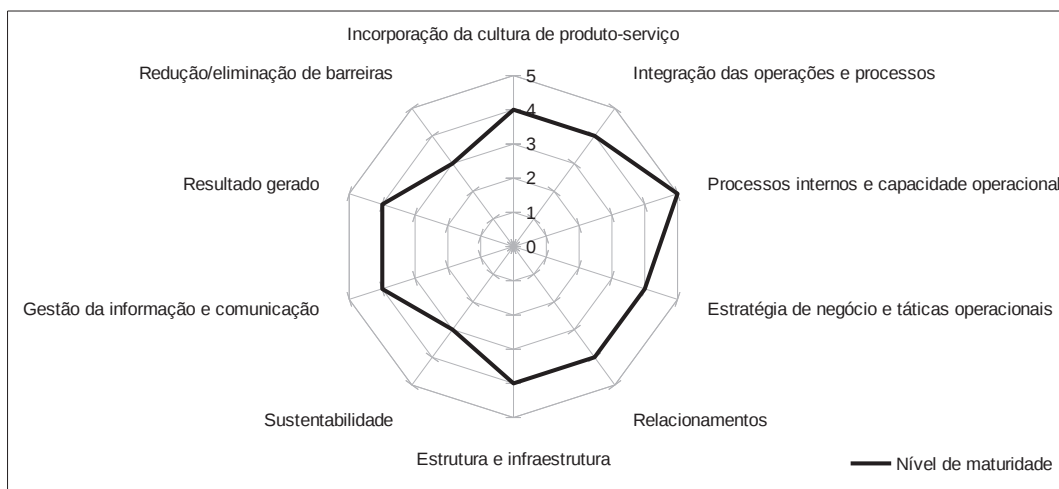 Incorporação da cultura de produto-serviço
Redução/eliminação de barreiras
Integração das operações e processos
5
4
3
2
1
0
Resultado gerado
Processos internos e capacidade operacional
Gestão da informação e comunicação
Estratégia de negócio e táticas operacionais
Sustentabilidade
Relacionamentos
Estrutura e infraestrutura
Nível de maturidade